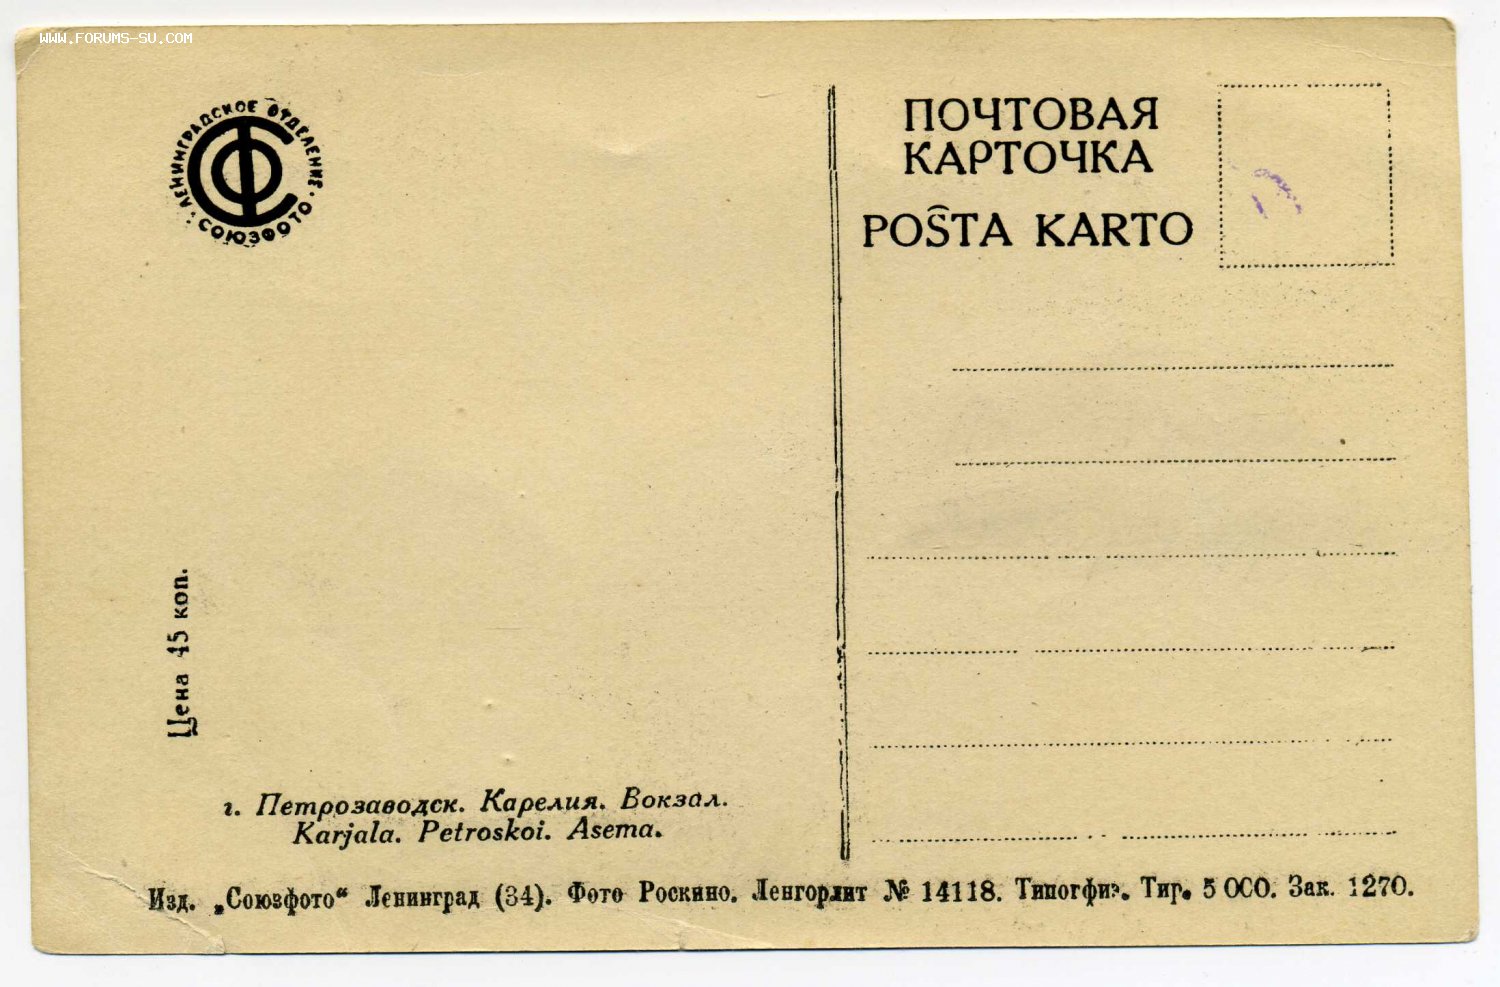 WWW.FORUMS-SU.COM
ЛЕНИНГРАДСКОЕ ОТДЕЛЕНИЕ
СФ
СОЮЗФОТО
ПОЧТОВАЯ
КАРТОЧКА
POŜTA KARTO
Цена 45 коп.
г. Петрозаводск. Карелия. Вокзал.
Karjala. Petroskoi. Asema.
Изд. „Союзфото“ Ленинград (34). Фото Роскино. Ленгорлит № 14118. Тир. 5 000. Зак. 1270.